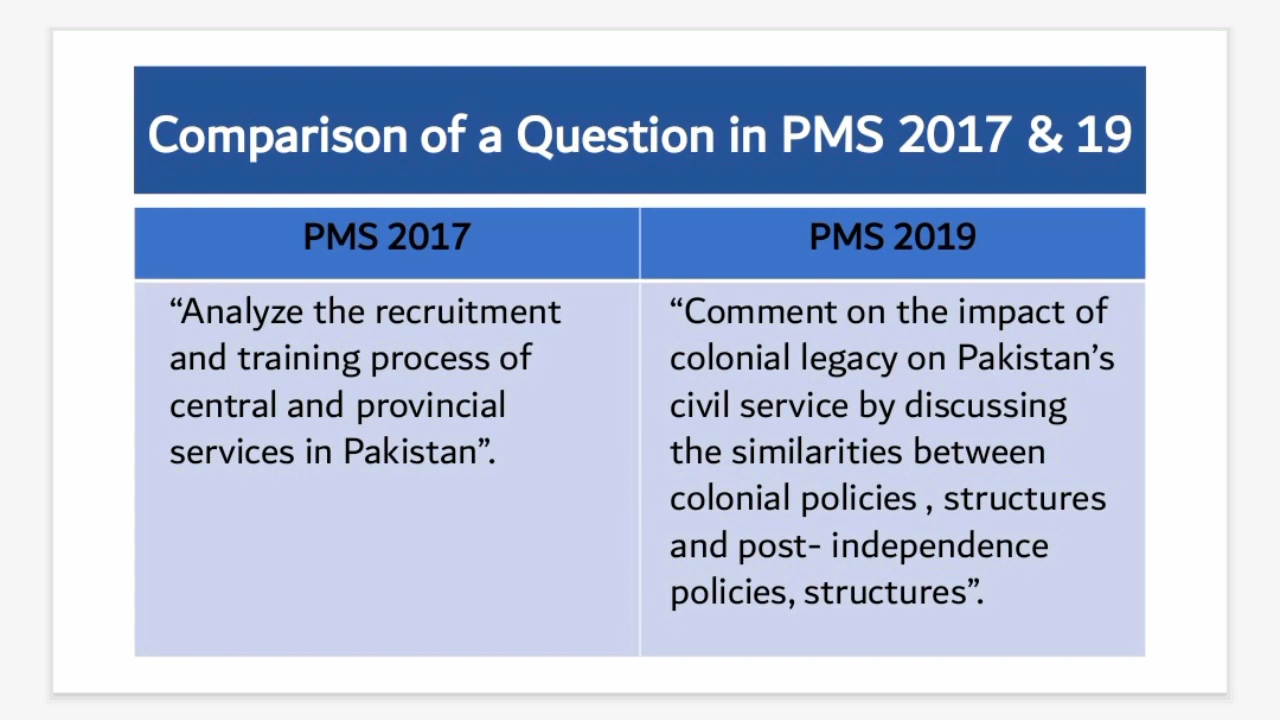 Comparison of a Question in PMS 2017 & 19
PMS 2017
PMS 2019
“Analyze the recruitment
and training process of
central and provincial
services in Pakistan”.
“Comment on the impact of
colonial legacy on Pakistan’s
civil service by discussing
the similarities between
colonial policies , structures
and post- independence
policies, structures”.